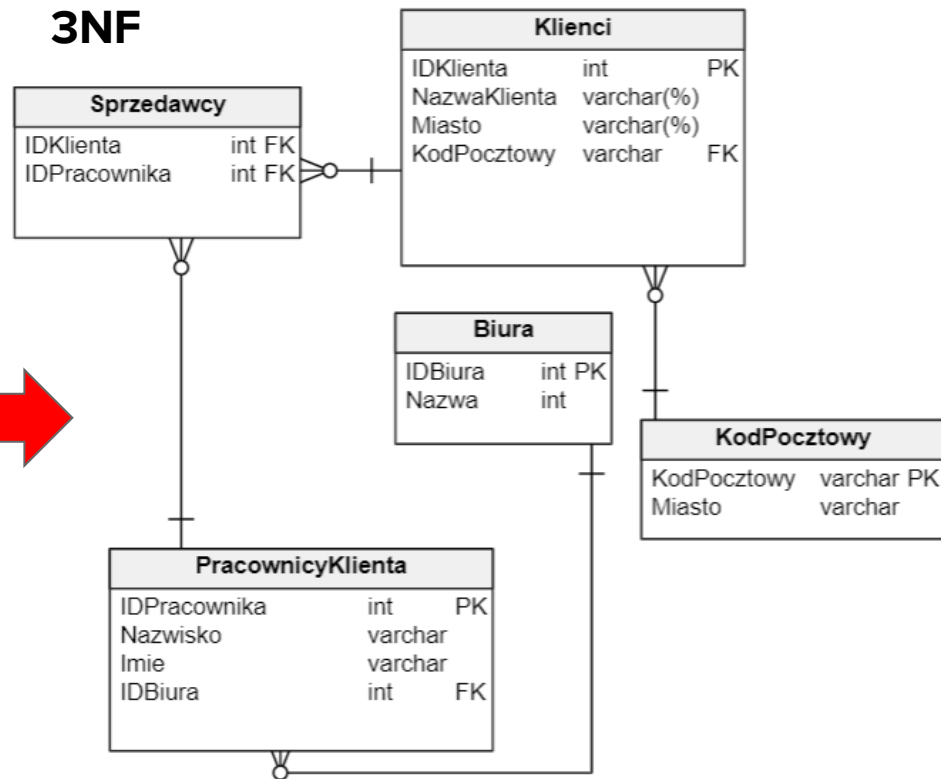 3NF
Klienci
IDKlienta int PK
NazwaKlienta varchar(%)
Miasto varchar(%)
KodPocztowy varchar FK
Sprzedawcy
IDKlienta int FK
IDPracownika int FK
Biura
IDBiura int PK
Nazwa int
KodPocztowy
KodPocztowy varchar PK
Miasto varchar
PracownicyKlienta
IDPracownika int PK
Nazwisko varchar
Imie varchar
IDBiura int FK